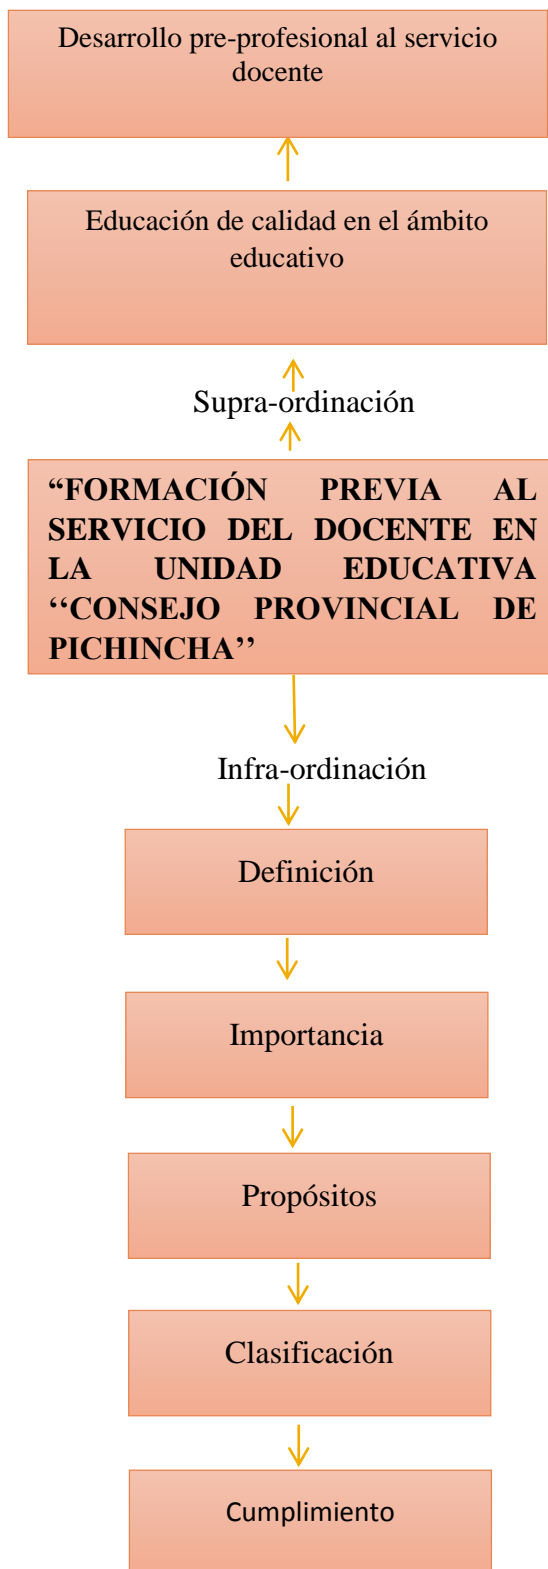 Desarrollo pre-profesional al servicio
docente
Educación de calidad en el ámbito
educativo
Supra-ordinación
“FORMACIÓN PREVIA AL
SERVICIO DEL DOCENTE EN
LA UNIDAD EDUCATIVA
‘‘CONSEJO PROVINCIAL DE
PICHINCHA’’
Infra-ordinación
Definición
Importancia
Propósitos
Clasificación
Cumplimiento